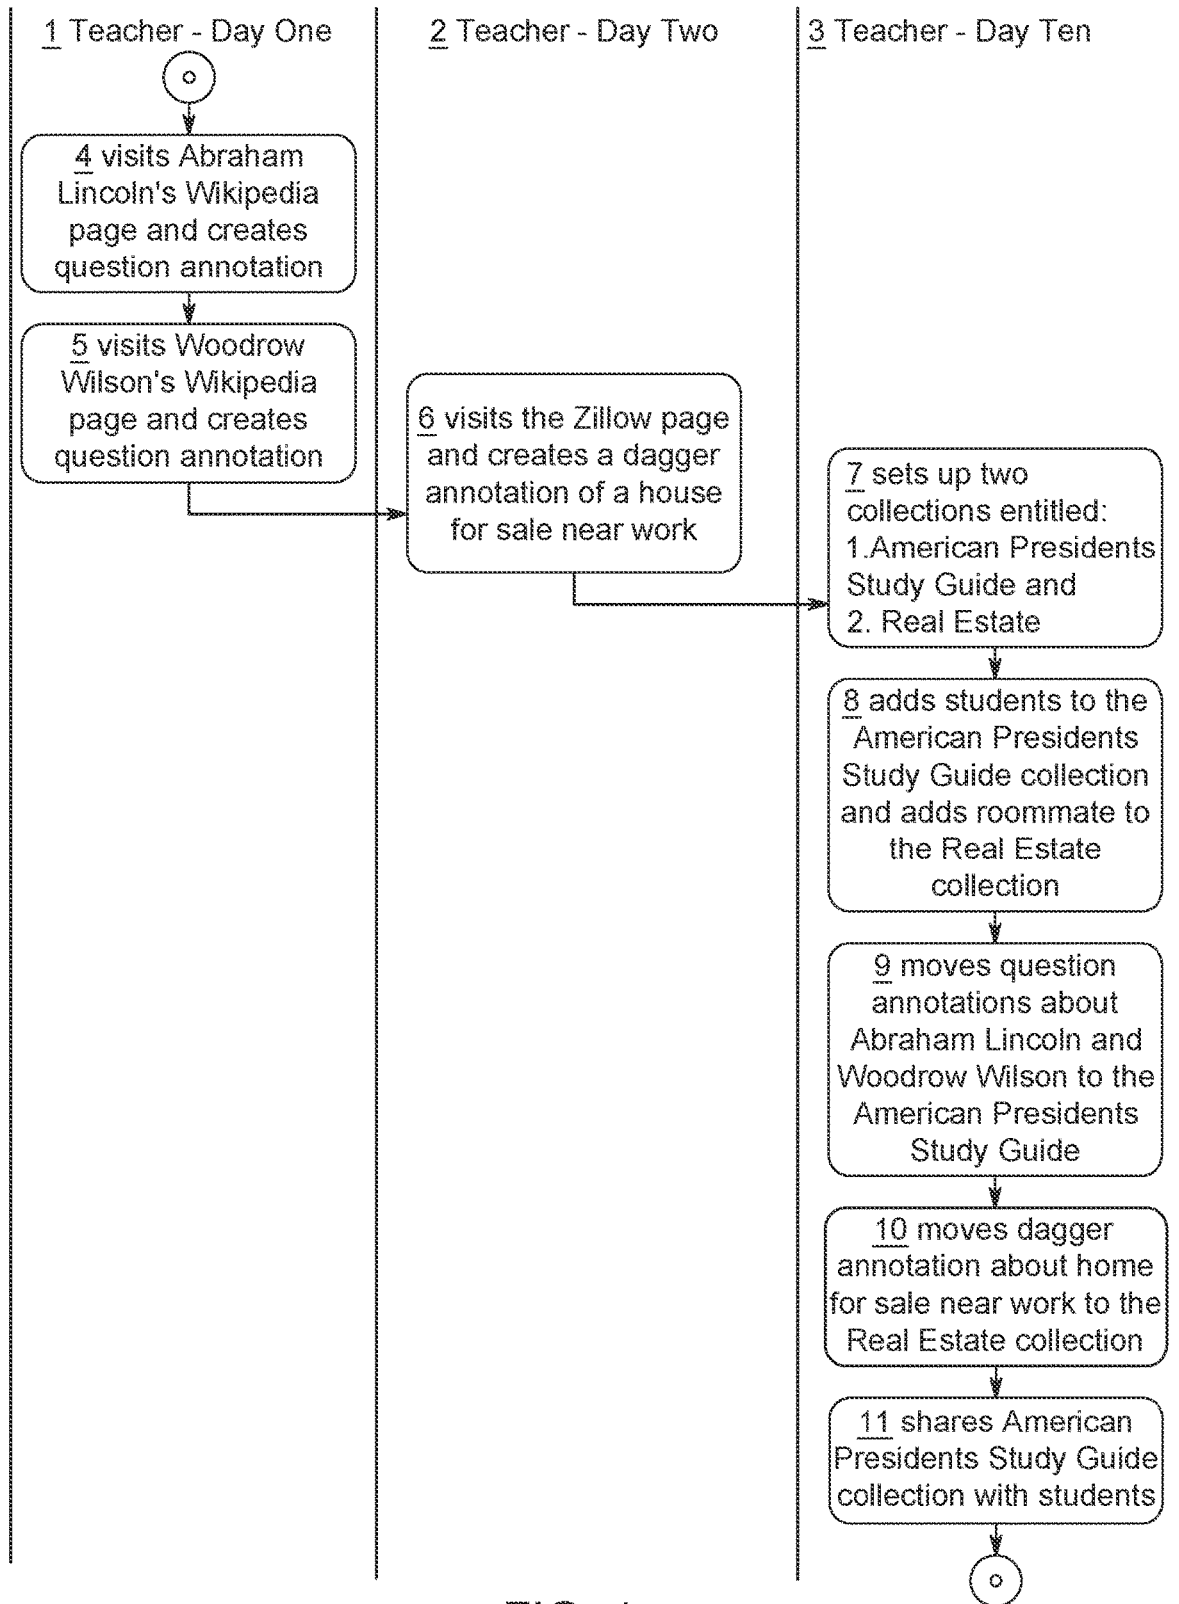 1 Teacher - Day One
2 Teacher - Day Two
3 Teacher - Day Ten
4 visits Abraham
Lincoln's Wikipedia
page and creates
question annotation
5 visits Woodrow
Wilson's Wikipedia
page and creates
question annotation
6 visits the Zillow page
and creates a dagger
annotation of a house
for sale near work
7 sets up two
collections entitled:
1.American Presidents
Study Guide and
2. Real Estate
8 adds students to the
American Presidents
Study Guide collection
and adds roommate to
the Real Estate
collection
9 moves question
annotations about
Abraham Lincoln and
Woodrow Wilson to the
American Presidents
Study Guide
10 moves dagger
annotation about home
for sale near work to the
Real Estate collection
11 shares American
Presidents Study Guide
collection with students